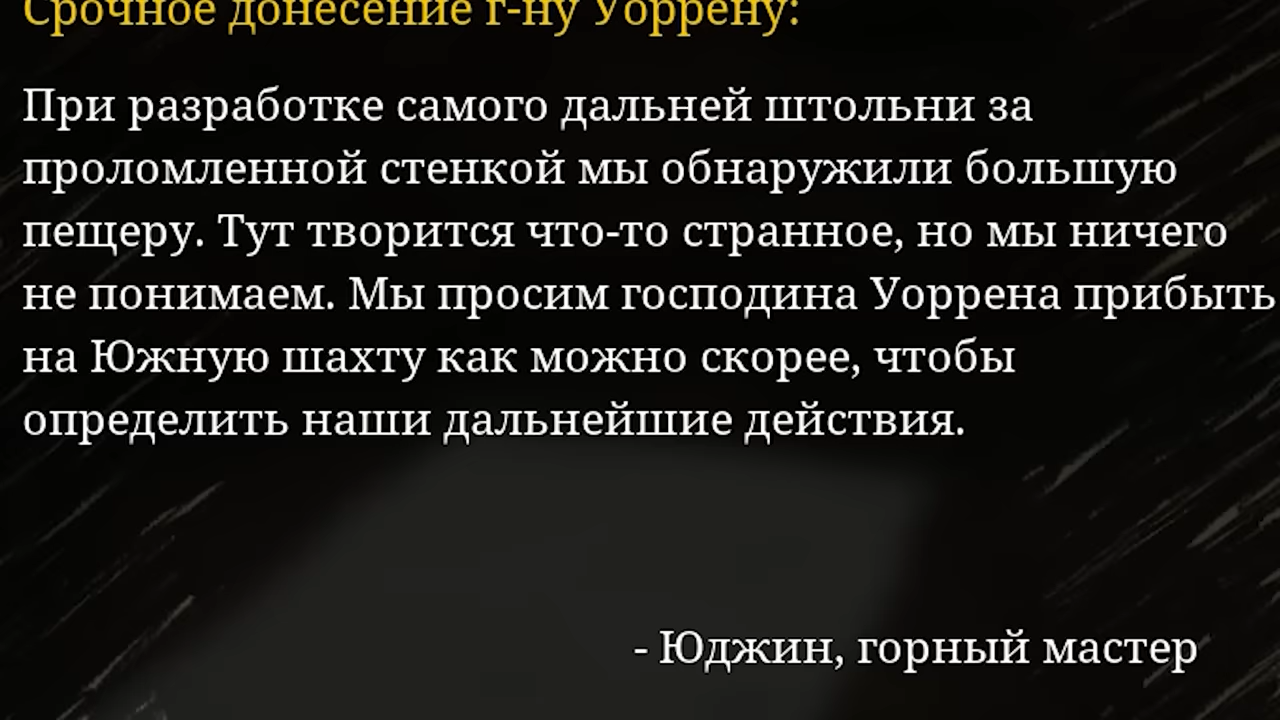 Срочное донесение г-ну Уоррену:
При разработке самого дальней штольни за
проломленной стенкой мы обнаружили большую
пещеру. Тут творится что-то странное, но мы ничего
не понимаем. Мы просим господина Уоррена прибыть
на Южную шахту как можно скорее, чтобы
определить наши дальнейшие действия.
- Юджин, горный мастер